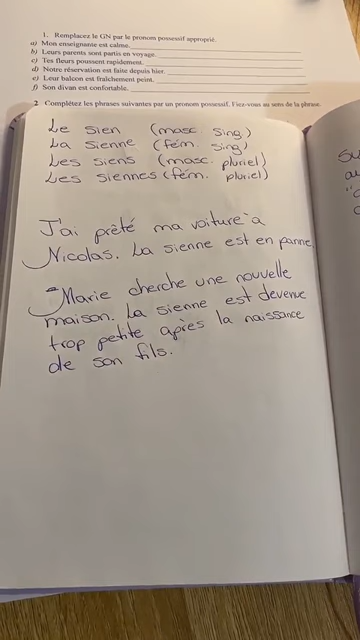 1. Remplacez le GN par le pronom possessif approprié.
a) Mon enseignante est calme.
b) Leurs parents sont partis en voyage.
c) Tes fleurs poussent rapidement.
d) Notre réservation est faite depuis hier.
e) Leur balcon est fraîchement peint.
f) Son divan est confortable.
2 Complétez les phrases suivantes par un pronom possessif. Fiez-vous au sens de la phrase.
Le sien (masc sing)
La sienne (fém. sing)
Les siens (masc. pluriel)
Les siennes (fém. pluriel)
J'ai prêté ma voiture à
Nicolas. La sienne est en panne
Marie cherche une nouvelle
maison. La sienne est devenue
trop petite après la naissance
de son fils.